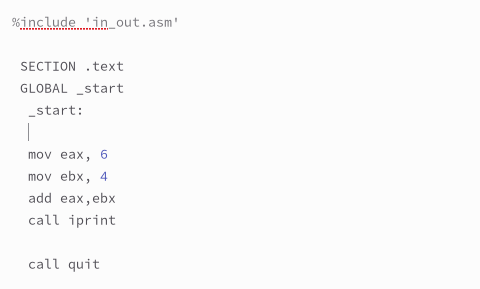 %include 'in_out.asm'
SECTION .text
GLOBAL _start
_start:
mov eax, 6
mov ebx, 4
add eax,ebx
call iprint
call quit